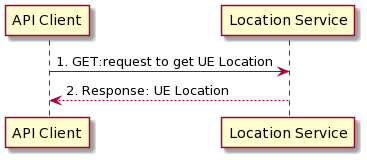 API Client Location Service
1. GET:request to get UE Location
2. Response: UE Location
API Client Location Service